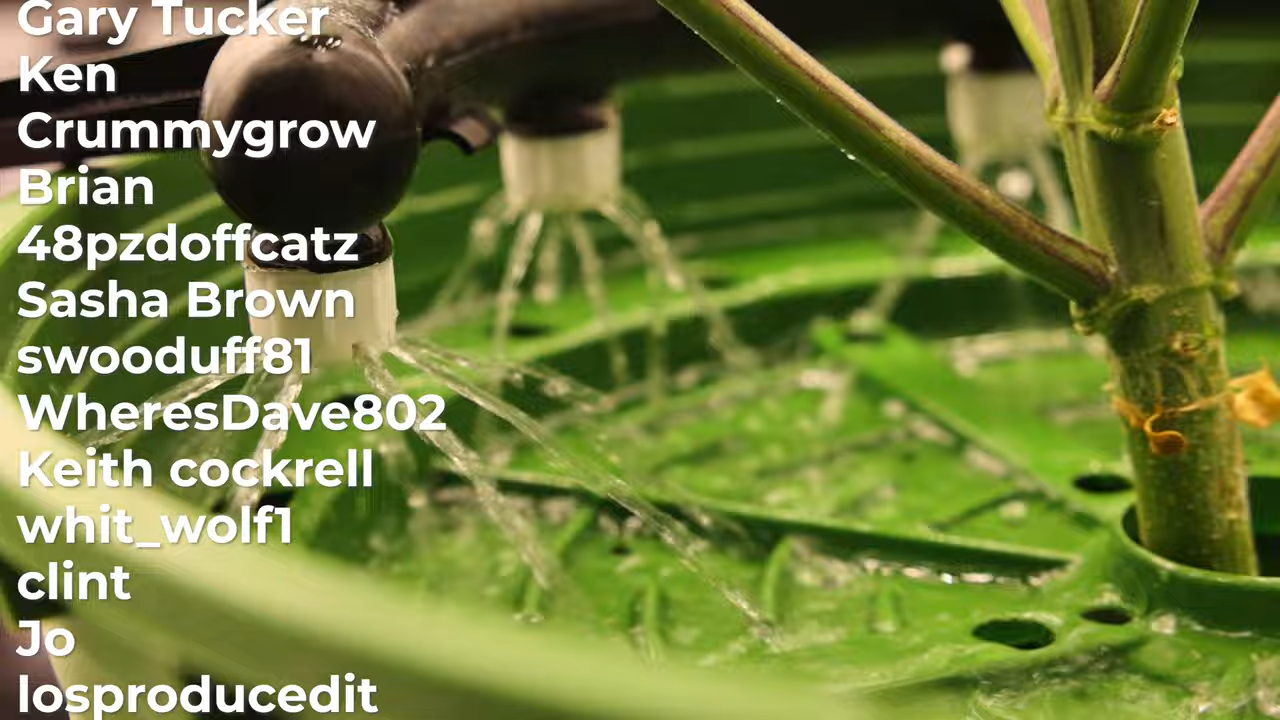 Gary Tucker
Ken
Crummygrow
Brian
48pzdoffcatz
Sasha Brown
swooduff81
WheresDave802
Keith cockrell
whit_wolf1
clint
Jo
losproducedit